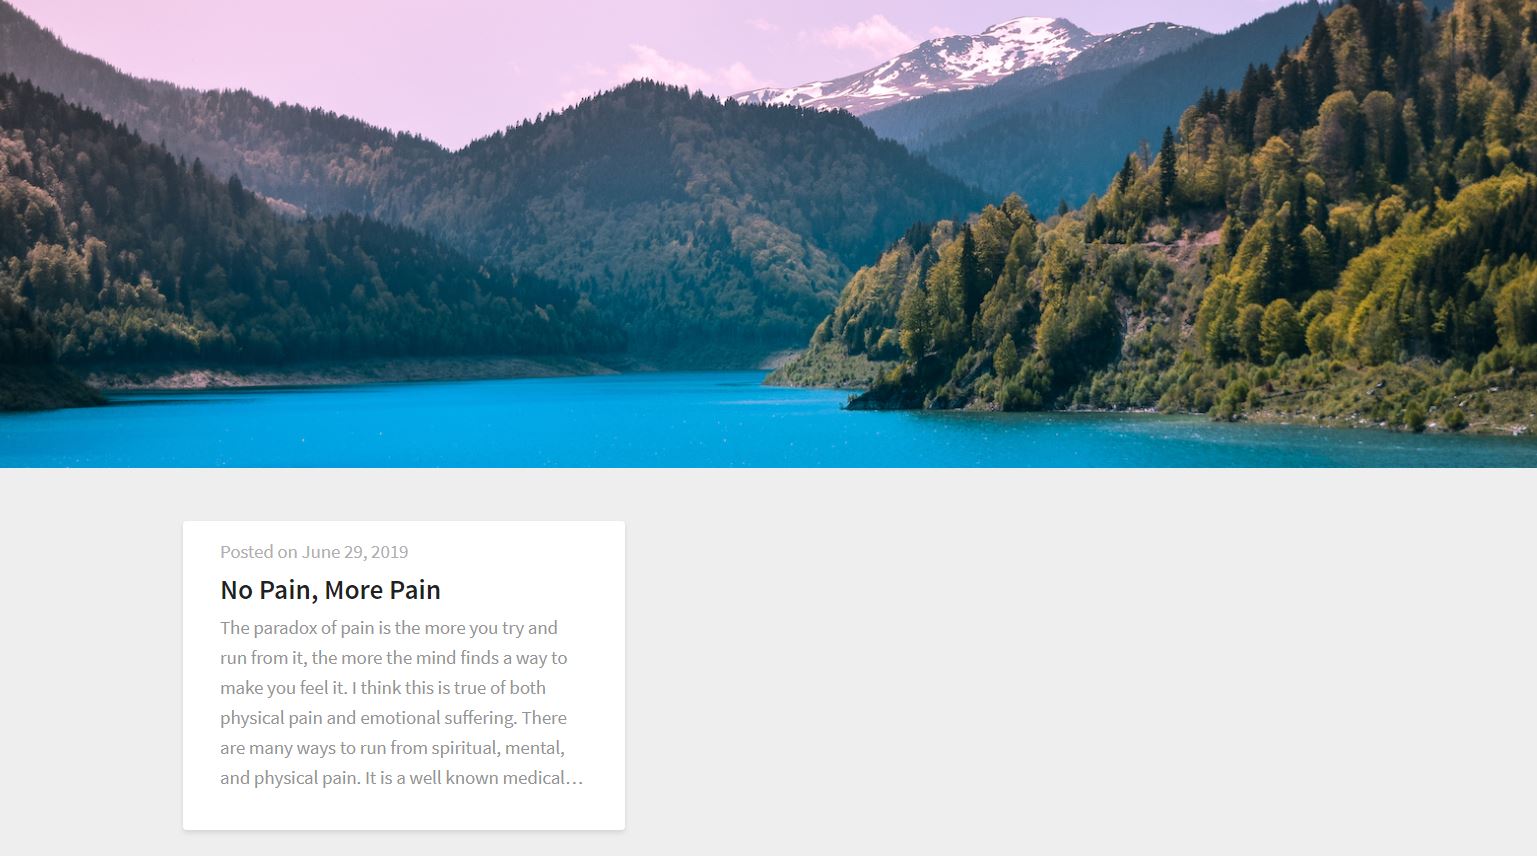 Posted on June 29, 2019
No Pain, More Pain
The paradox of pain is the more you try and
run from it, the more the mind finds a way to
make you feel it. I think this is true of both
physical pain and emotional suffering. There
are many ways to run from spiritual, mental,
and physical pain. It is a well known medical…